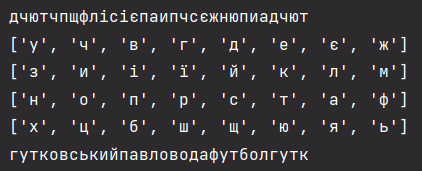 дчютчпщфлісієпаипчсєжнюпиадчют
['у', 'ч', 'в', 'г', 'д', 'е', 'є', 'ж']
['з', 'и', 'і', 'ї', 'й', 'к', 'л', 'м']
['н', 'о', 'п', 'р', 'с', 'т', 'а', 'ф']
['х', 'ц', 'б', 'ш', 'щ', 'ю', 'я', 'ь']
гутковськийпавловодафутболгутк